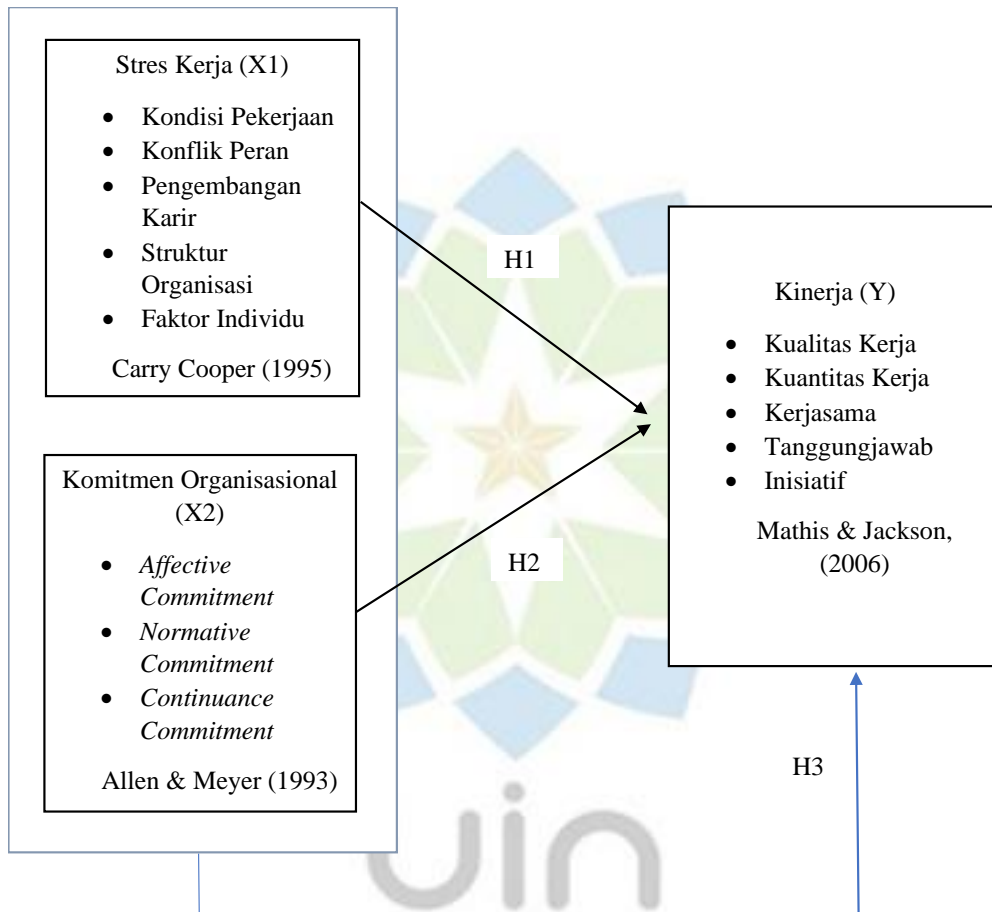 Stres Kerja (X1)
• Kondisi Pekerjaan
• Konflik Peran
• Pengembangan
Karir
• Struktur
Organisasi
• Faktor Individu
Carry Cooper (1995)
Komitmen Organisasional
(X2)
• Affective
Commitment
• Normative
Commitment
• Continuance
Commitment
Allen & Meyer (1993)
H1
H2
Kinerja (Y)
• Kualitas Kerja
• Kuantitas Kerja
• Kerjasama
• Tanggungjawab
• Inisiatif
Mathis & Jackson,
(2006)
H3
uin